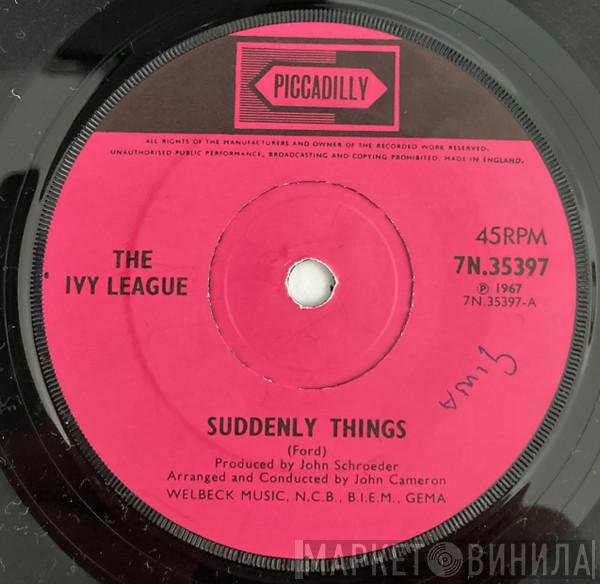 PICCADILLY
ALL RIGHTS OF THE MANUFACTURERS AND OWNER OF THE RECORDED WORK RESERVED.
UNAUTHORISED PUBLIC PERFORMANCE, BROADCASTING AND COPYING PROHIBITED. MADE IN ENGLAND.
THE
IVY LEAGUE
45RPM
7N.35397
℗ 1967
7N.35397-A
SUDDENLY THINGS
(Ford)
Produced by John Schroeder
Arranged and Conducted by John Cameron
WELBECK MUSIC, N.C.B., B.I.E.M., GEMA
МАРКЕТ ВИНИЛА